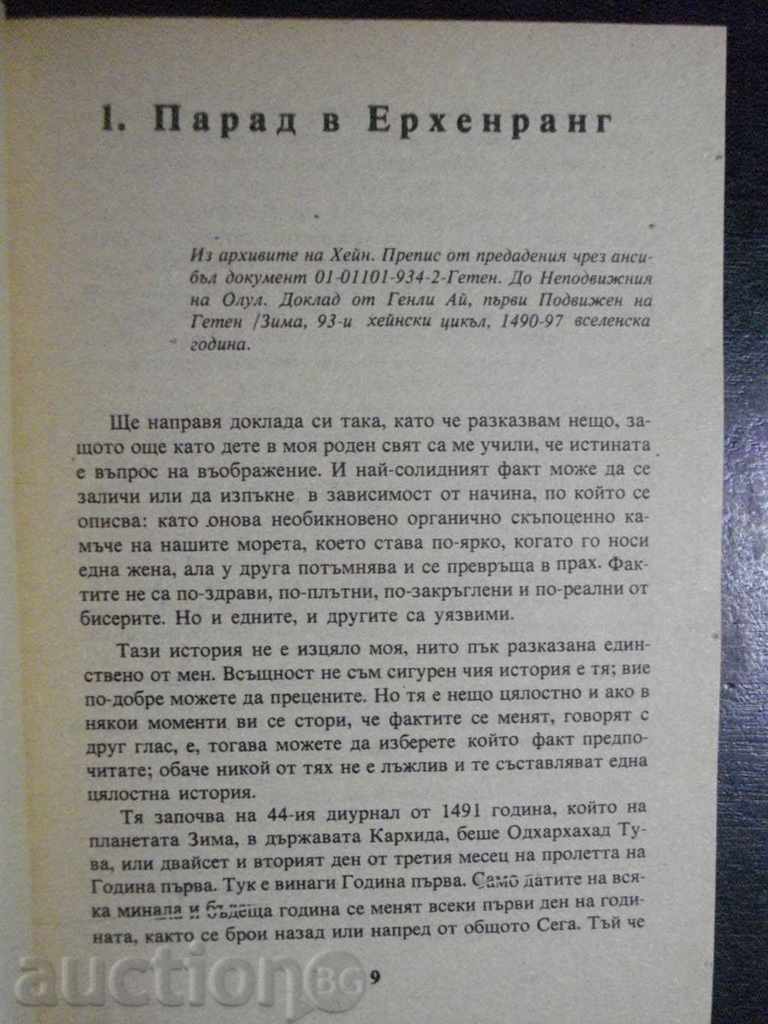 1. Парад в Ерхенранг
Из архивите на Хейн. Препис от предадения чрез анси-
бъл документ 01-01101-934-2-Гетен. До Неподвижния
на Олул. Доклад от Генли Ай, първи Подвижен на
Гетен /Зима, 93-и хейнски цикъл, 1490-97 вселенска
година.
Ще направя доклада си така, като че разказвам нещо, за-
щото още като дете в моя роден свят са ме учили, че истината
е въпрос на въображение. И най-солидният факт може да се
заличи или да изпъкне в зависимост от начина, по който се
описва: като онова необикновено органично скъпоценно ка-
мъче на нашите морета, което става по-ярко, когато го носи
една жена, ала у друга потъмнява и се превръща в прах. Фак-
тите не са по-здрави, по-плътни, по-закръглени и по-реални от
бисерите. Но и едните, и другите са уязвими.
Тази история не е изцяло моя, нито пък разказана един-
ствено от мен. Всъщност не съм сигурен чия история е тя; вие
по-добре можете да прецените. Но тя е нещо цялостно и ако в
някои моменти ви се стори, че фактите се менят, говорят с
друг глас, е, тогава можете да изберете който факт предпо-
читате; обаче никой от тях не е лъжлив и те съставляват една
цялостна история.
Тя започва на 44-ия диурнал от 1491 година, който на
планетата Зима, в държавата Кархида, беше Одхархахад Ту-
ва, или двайсет и вторият ден от третия месец на пролетта на
Година първа. Тук е винаги Година първа. Само датите на вся-
ка минала и бъдеща година се менят всеки първи ден на годи-
ната, както се брои назад или напред от общото Сега. Тъй че
9
auctionBG